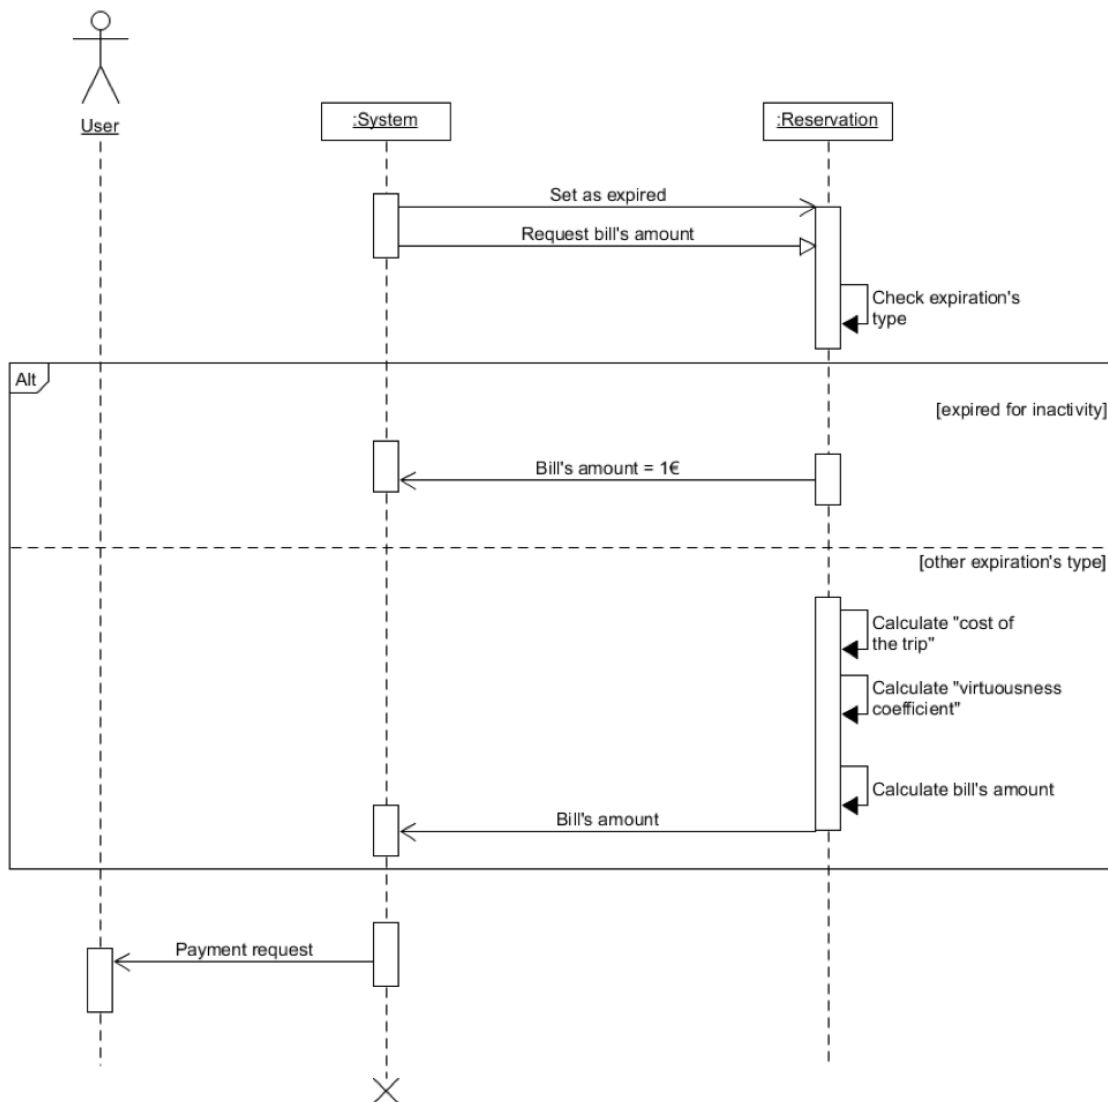 User
:System
:Reservation
Set as expired
Request bill's amount
Check expiration's
type
Alt
[expired for inactivity]
Bill's amount = 1€
[other expiration's type]
Calculate "cost of
the trip"
Calculate "virtuousness
coefficient"
Calculate bill's amount
Bill's amount
Payment request